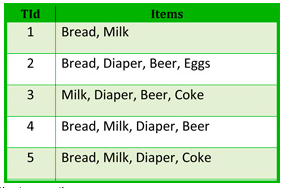 TId Items
1 Bread, Milk
2 Bread, Diaper, Beer, Eggs
3 Milk, Diaper, Beer, Coke
4 Bread, Milk, Diaper, Beer
5 Bread, Milk, Diaper, Coke